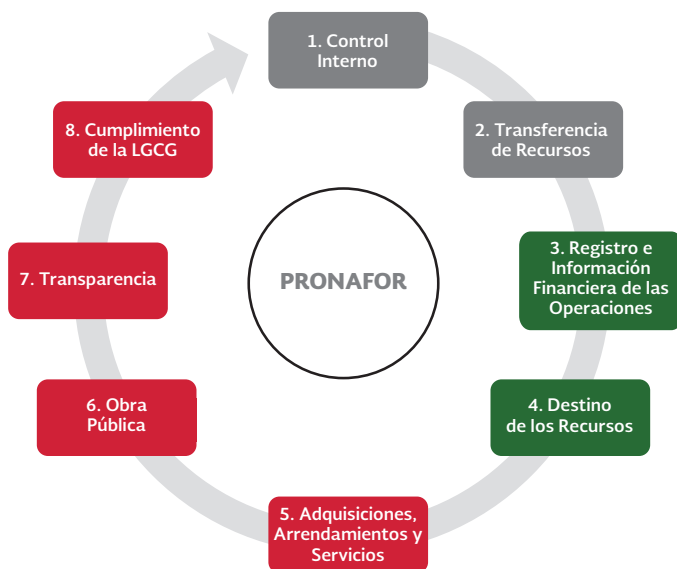 1. Control
Interno
2. Transferencia
de Recursos
3. Registro e
Información
Financiera de las
Operaciones
4. Destino
de los Recursos
5. Adquisiciones,
Arrendamientos y
Servicios
6. Obra
Pública
7. Transparencia
8. Cumplimiento
de la LGCG
PRONAFOR